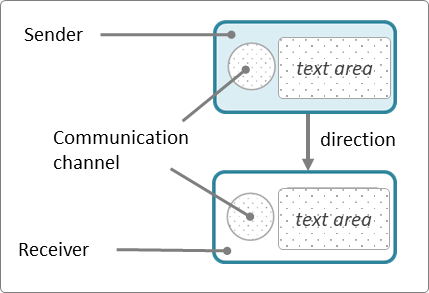 Sender
text area
Communication
channel
direction
text area
Receiver